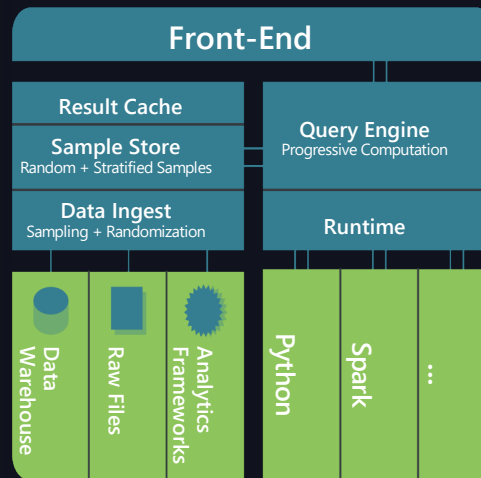 Front-End
Result Cache
Sample Store
Random + Stratified Samples
Data Ingest
Sampling + Randomization
Query Engine
Progressive Computation
Runtime
Data
Warehouse
Raw Files
Analytics
Frameworks
Python
Spark
...